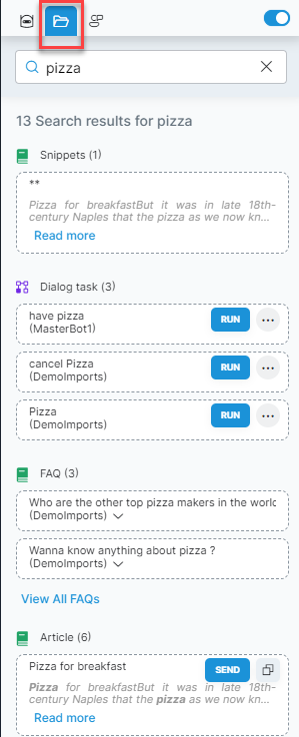 pizza
13 Search results for pizza
Snippets (1)
**
Pizza for breakfastBut it was in late 18th-
century Naples that the pizza as we now kn...
Read more
Dialog task (3)
have pizza
(MasterBot1)
RUN
cancel Pizza
(DemoImports)
RUN
Pizza
(DemoImports)
RUN
FAQ (3)
Who are the other top pizza makers in the world
(DemoImports)
Wanna know anything about pizza ?
(DemoImports)
View All FAQs
Article (6)
Pizza for breakfast
SEND
Pizza for breakfastBut it was in late 18th-
century Naples that the pizza as we now kn...
Read more